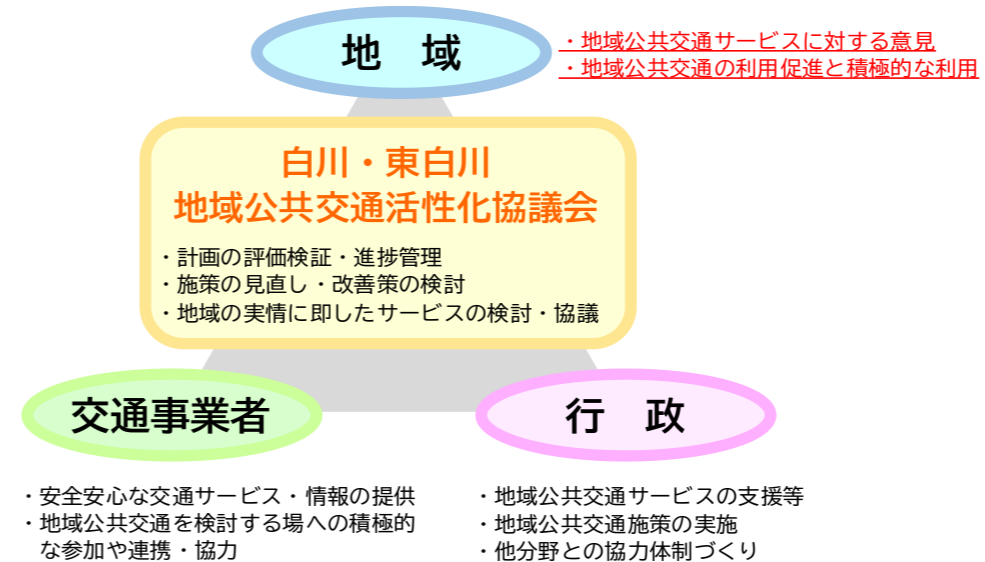 地　域
・地域公共交通サービスに対する意見
・地域公共交通の利用促進と積極的な利用
白川・東白川
地域公共交通活性化協議会
・計画の評価検証・進捗管理
・施策の見直し・改善策の検討
・地域の実情に即したサービスの検討・協議
交通事業者
・安全安心な交通サービス・情報の提供
・地域公共交通を検討する場への積極的
な参加や連携・協力
行　政
・地域公共交通サービスの支援等
・地域公共交通施策の実施
・他分野との協力体制づくり